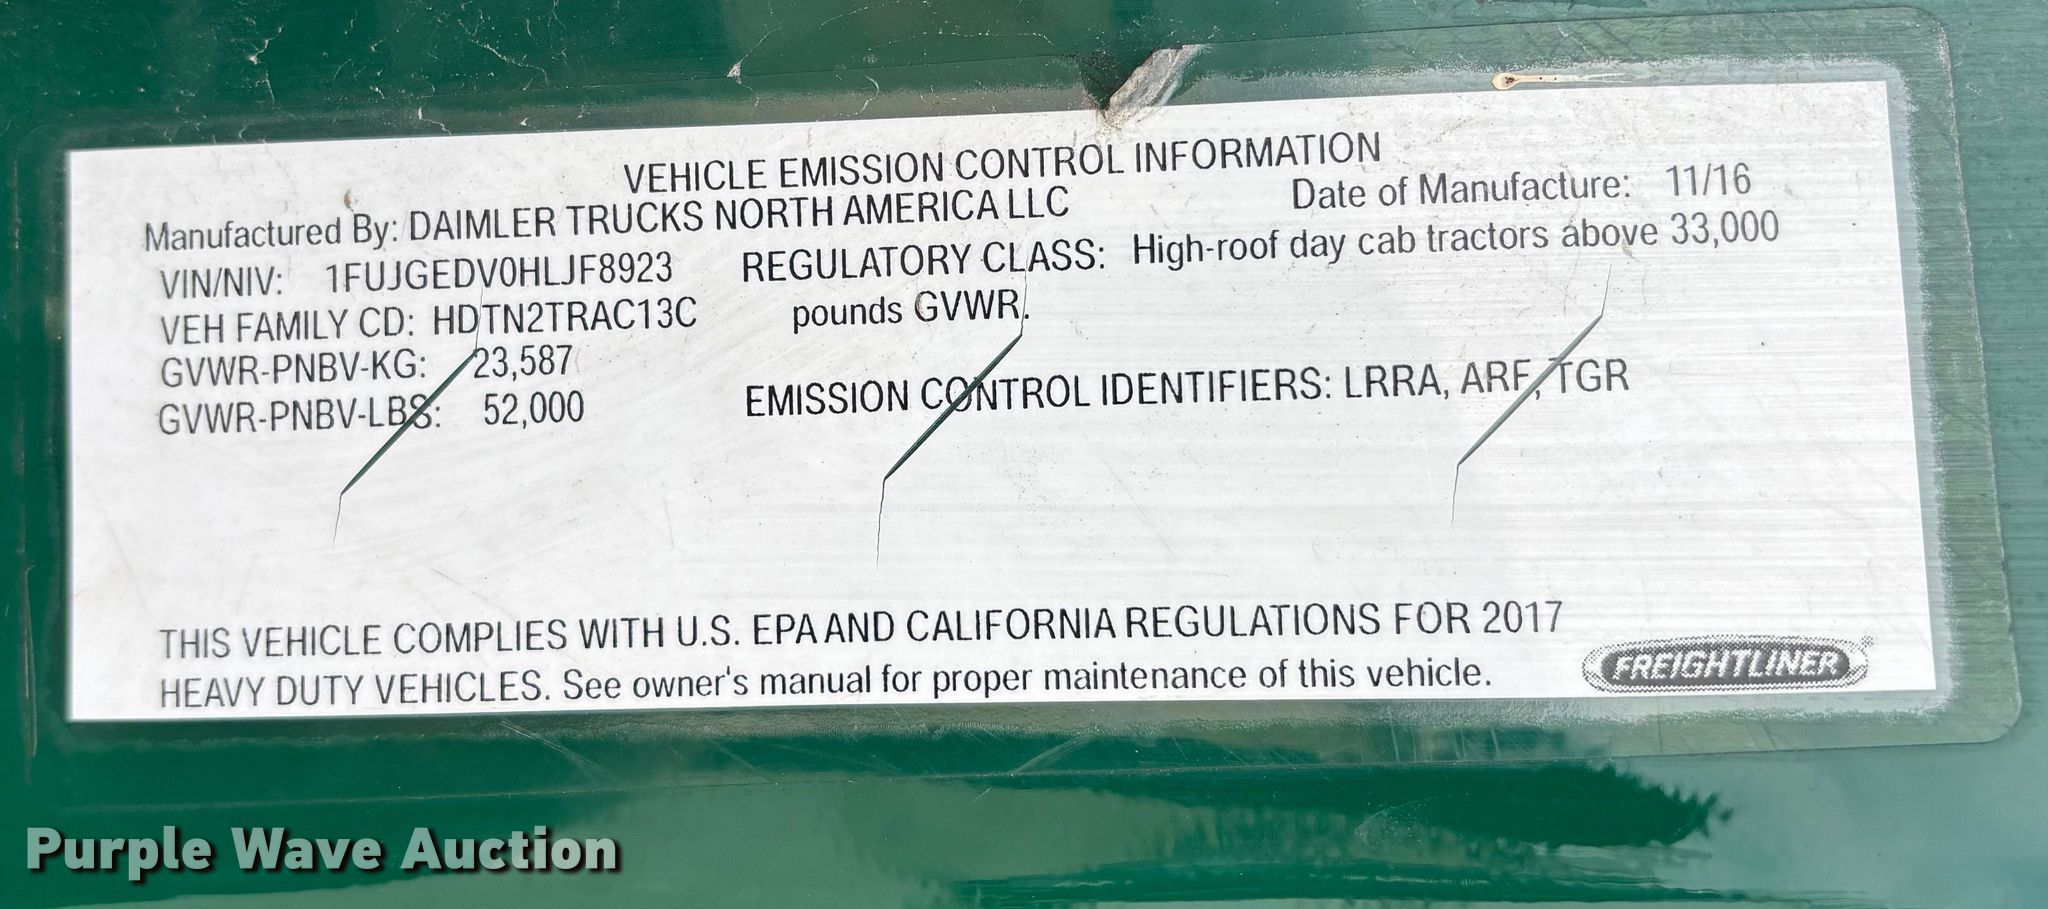 VEHICLE EMISSION CONTROL INFORMATION
Manufactured By: DAIMLER TRUCKS NORTH AMERICA LLC Date of Manufacture: 11/16
VIN/NIV: 1FUJGEDV0HLJF8923 REGULATORY CLASS: High-roof day cab tractors above 33,000
VEH FAMILY CD: HDTN2TRAC13C pounds GVWR.
GVWR-PNBV-KG: 23,587
GVWR-PNBV-LBS: 52,000 EMISSION CONTROL IDENTIFIERS: LRRA, ARF, TGR
THIS VEHICLE COMPLIES WITH U.S. EPA AND CALIFORNIA REGULATIONS FOR 2017
HEAVY DUTY VEHICLES. See owner's manual for proper maintenance of this vehicle.
FREIGHTLINER®
Purple Wave Auction